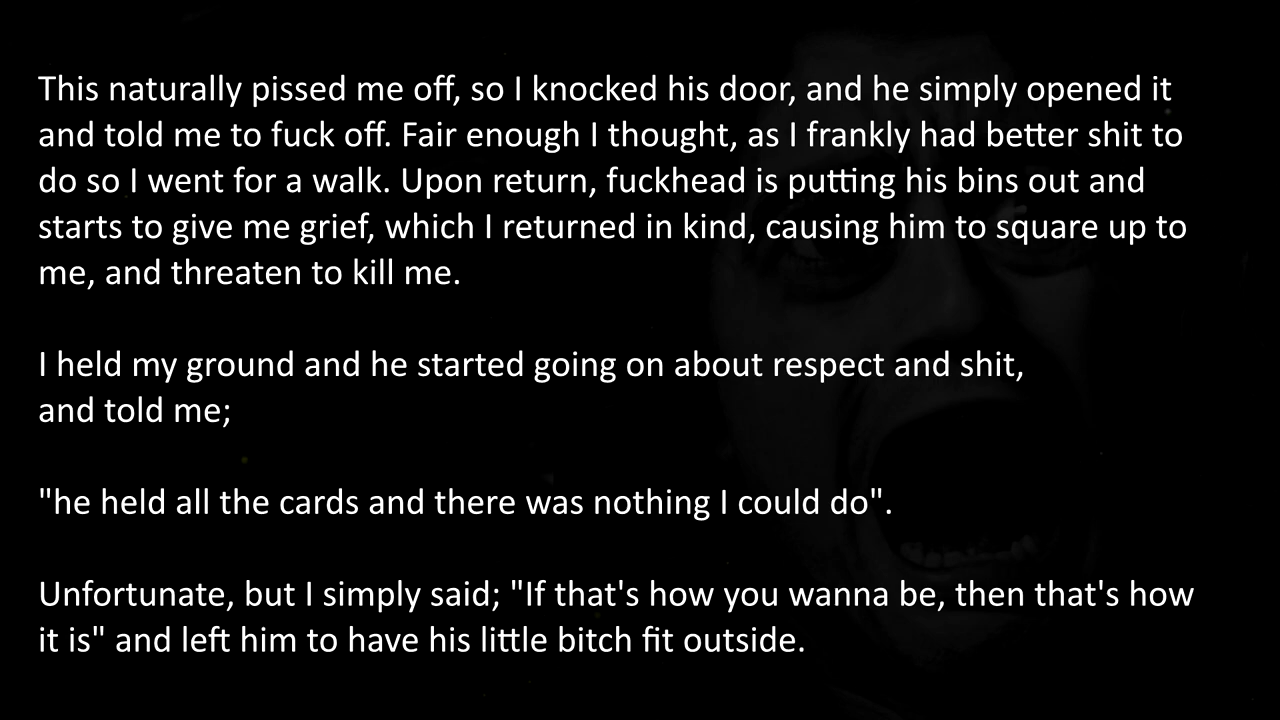 This naturally pissed me off, so I knocked his door, and he simply opened it
and told me to fuck off. Fair enough I thought, as I frankly had better shit to
do so I went for a walk. Upon return, fuckhead is putting his bins out and
starts to give me grief, which I returned in kind, causing him to square up to
me, and threaten to kill me.
I held my ground and he started going on about respect and shit,
and told me;
"he held all the cards and there was nothing I could do".
Unfortunate, but I simply said; "If that's how you wanna be, then that's how
it is" and left him to have his little bitch fit outside.